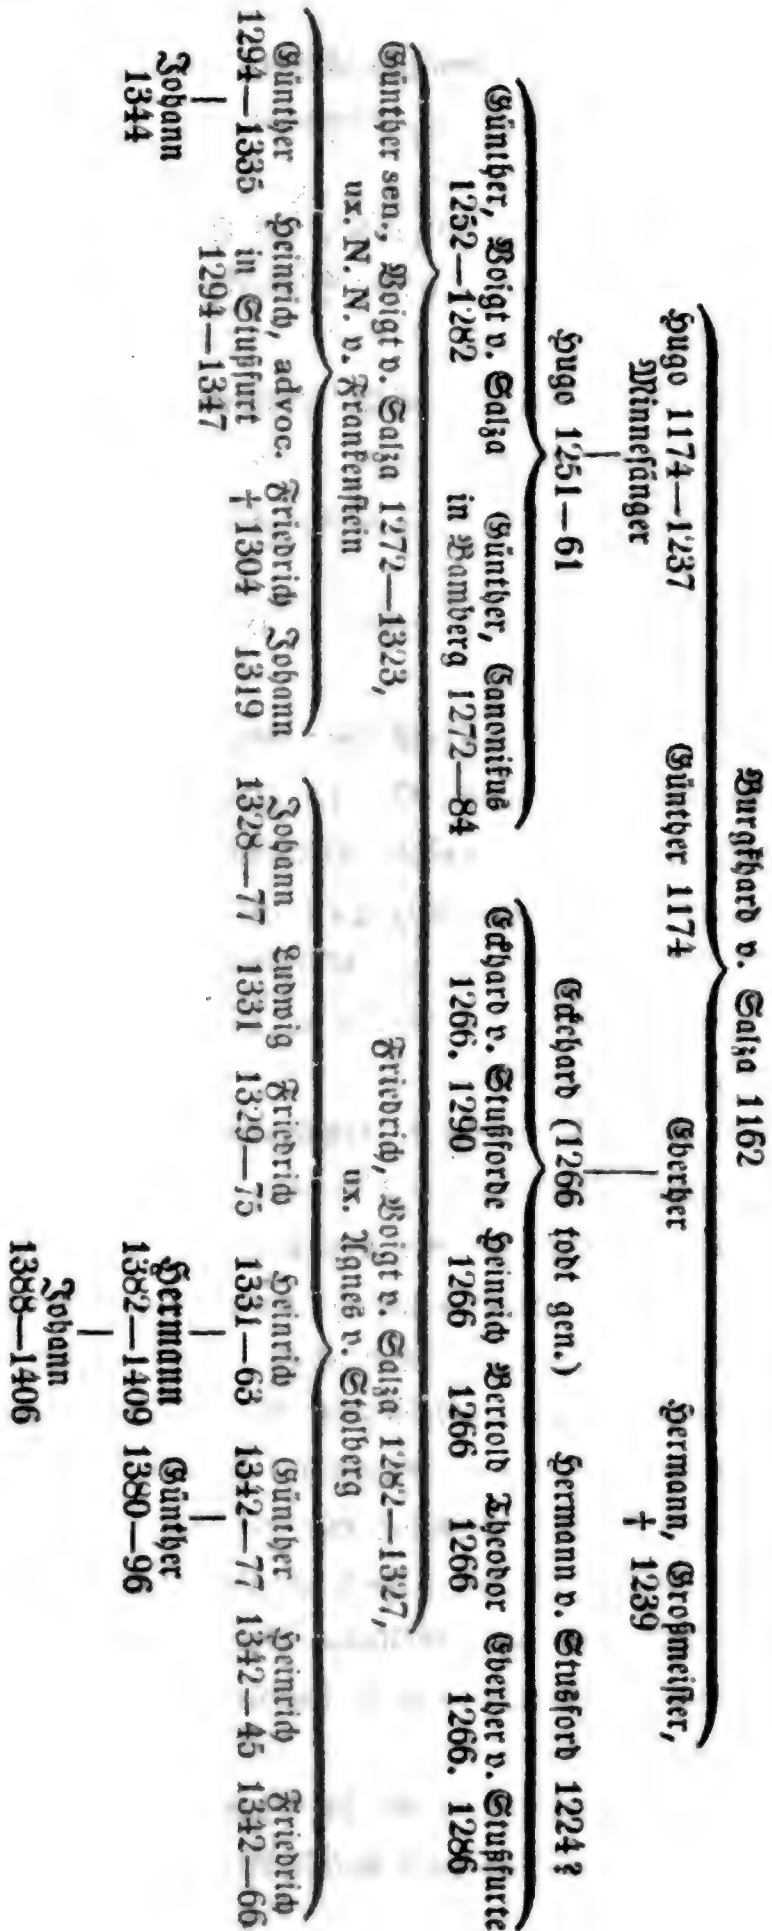 Burghard v. Salza 1162
Hugo 1174—1237 Günther 1174 Eberher Hermann, Großmeister,
Minnesänger † 1239
Hugo 1251—61 Eckehard (1266 todt gen.) Hermann v. Stusford 1224?
Günther, Voigt v. Salza Günther, Canonikus Eckhard v. Stußforde Heinrich Bertold Theodor Eberher v. Stußfurte
1252—1282 in Bamberg 1272—84 1266. 1290 1266 1266 1266 1266. 1286
Günther sen., Voigt v. Salza 1272—1323, Friedrich, Voigt v. Salza 1282—1327,
ux. N. N. v. Frankenstein ux. Agnes v. Stolberg
Günther Heinrich, advoc. Friedrich Johann Johann Ludwig Friedrich Heinrich Günther Heinrich Friedrich
1294—1335 in Stußfurt † 1304 1319 1328—77 1331 1329—75 1331—63 1342—77 1342—45 1342—66
1294—1347
Johann Hermann Günther
1344 1382—1409 1380—96
Johann
1388—1406